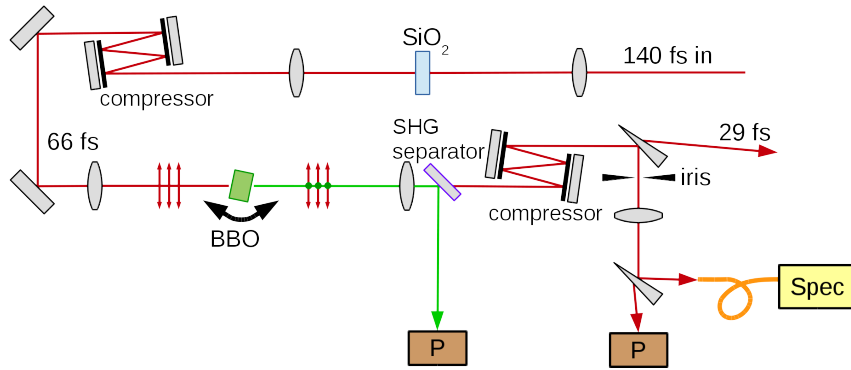 SiO2
140 fs in
compressor
66 fs
SHG
separator
29 fs
iris
compressor
BBO
Spec
P
P